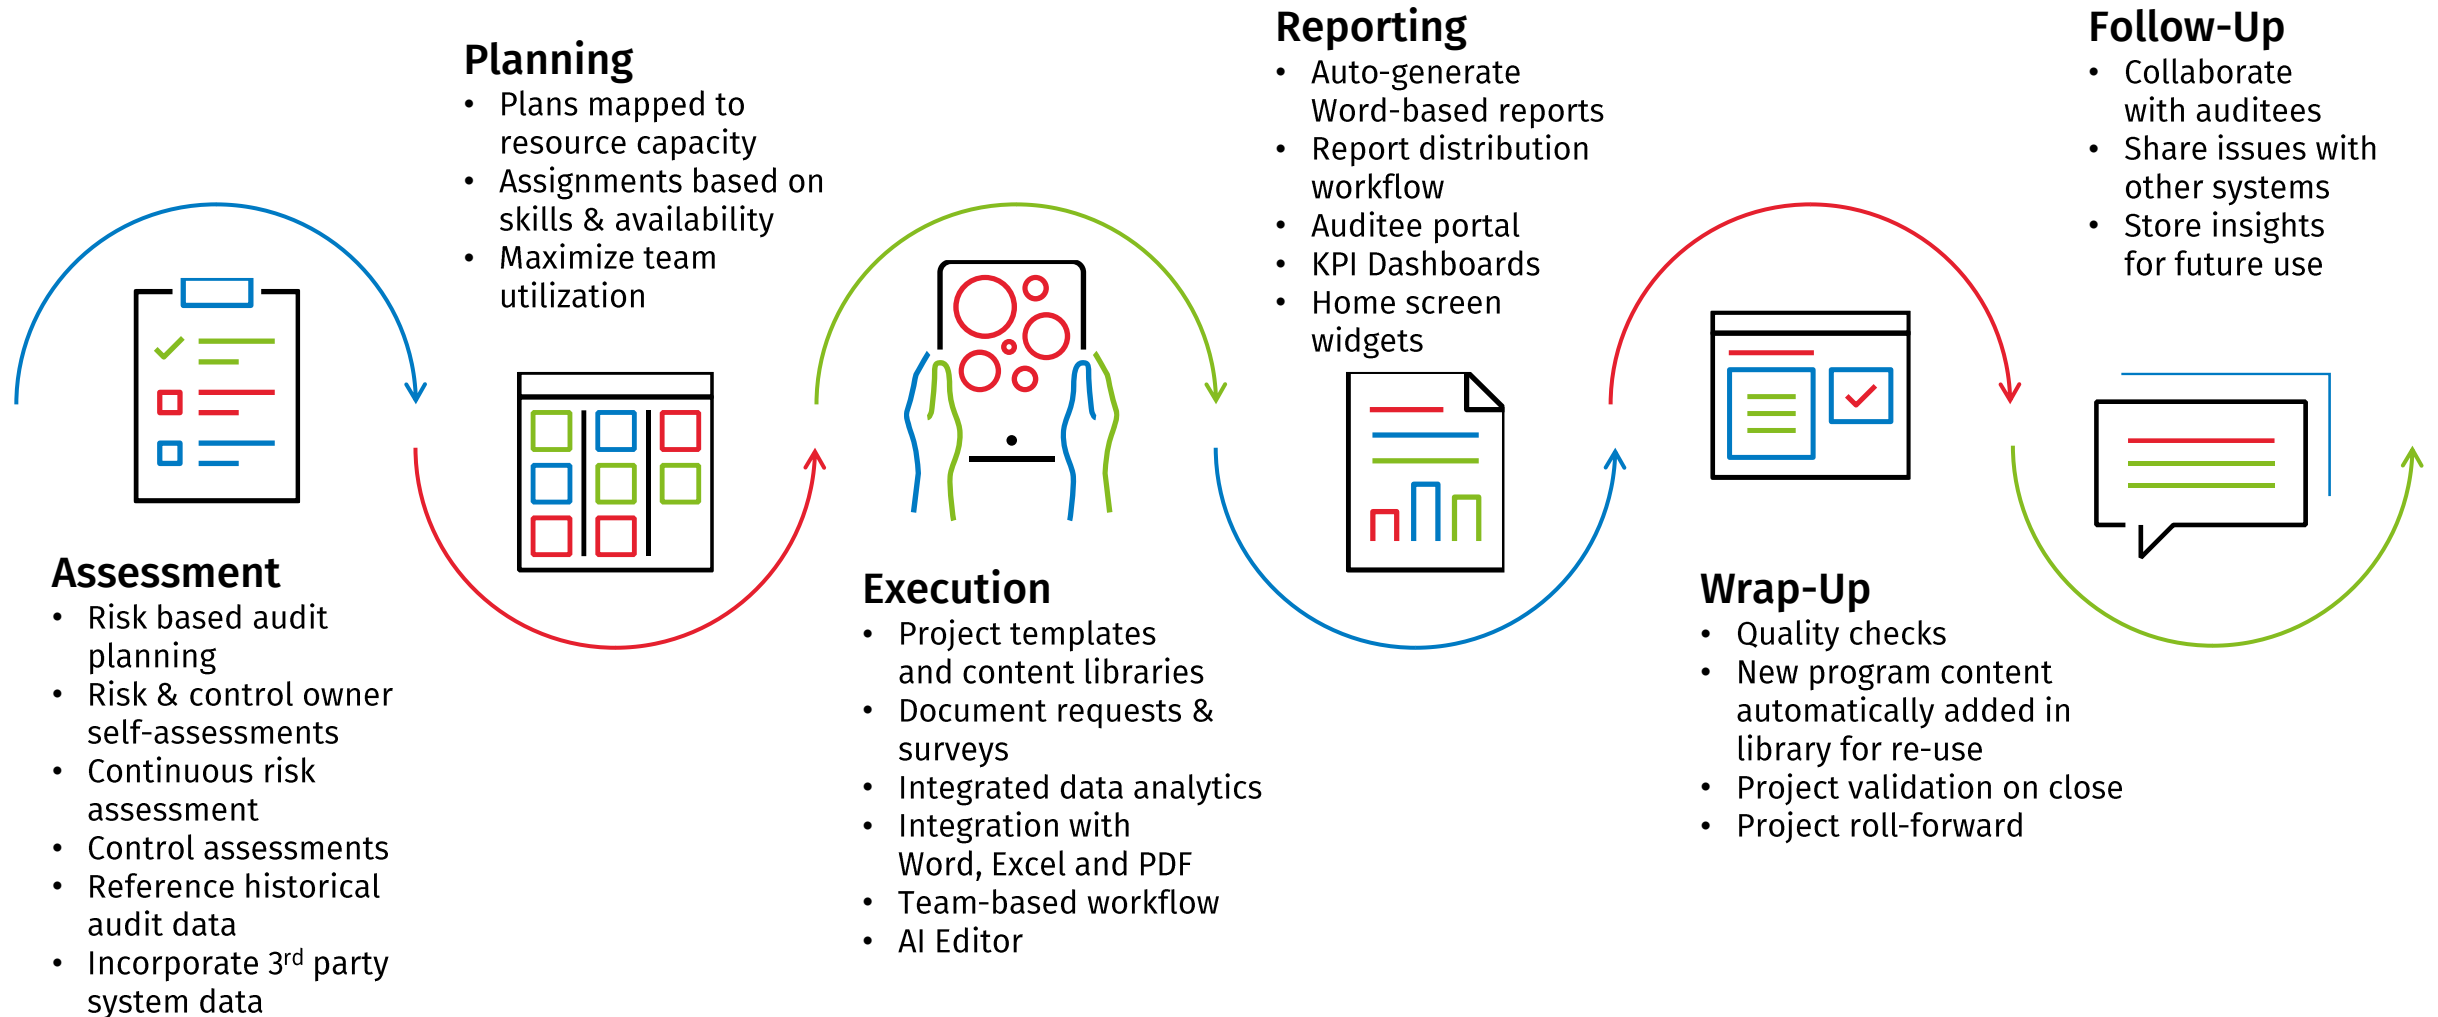 Assessment
• Risk based audit
planning
• Risk & control owner
self-assessments
• Continuous risk
assessment
• Control assessments
• Reference historical
audit data
• Incorporate 3rd party
system data
Planning
• Plans mapped to
resource capacity
• Assignments based on
skills & availability
• Maximize team
utilization
Execution
• Project templates
and content libraries
• Document requests &
surveys
• Integrated data analytics
• Integration with
Word, Excel and PDF
• Team-based workflow
• AI Editor
Reporting
• Auto-generate
Word-based reports
• Report distribution
workflow
• Auditee portal
• KPI Dashboards
• Home screen
widgets
Wrap-Up
• Quality checks
• New program content
automatically added in
library for re-use
• Project validation on close
• Project roll-forward
Follow-Up
• Collaborate
with auditees
• Share issues with
other systems
• Store insights
for future use